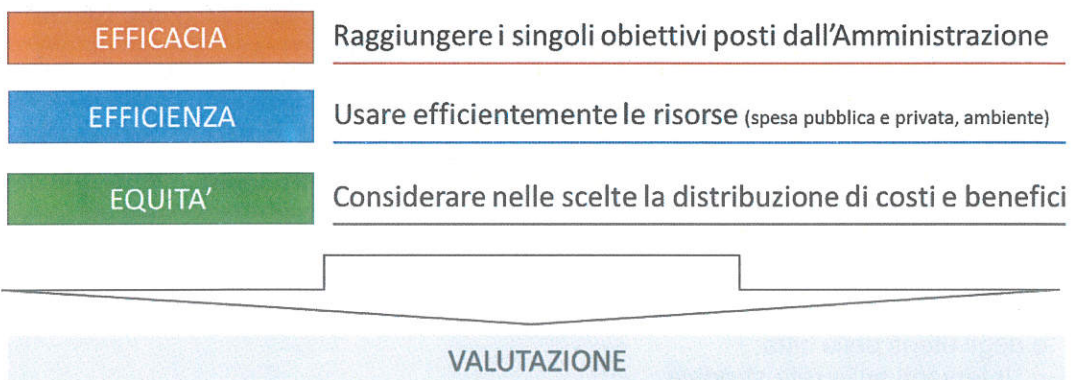 EFFICACIA Raggiungere i singoli obiettivi posti dall'Amministrazione
EFFICIENZA Usare efficientemente le risorse (spesa pubblica e privata, ambiente)
EQUITA' Considerare nelle scelte la distribuzione di costi e benefici
VALUTAZIONE